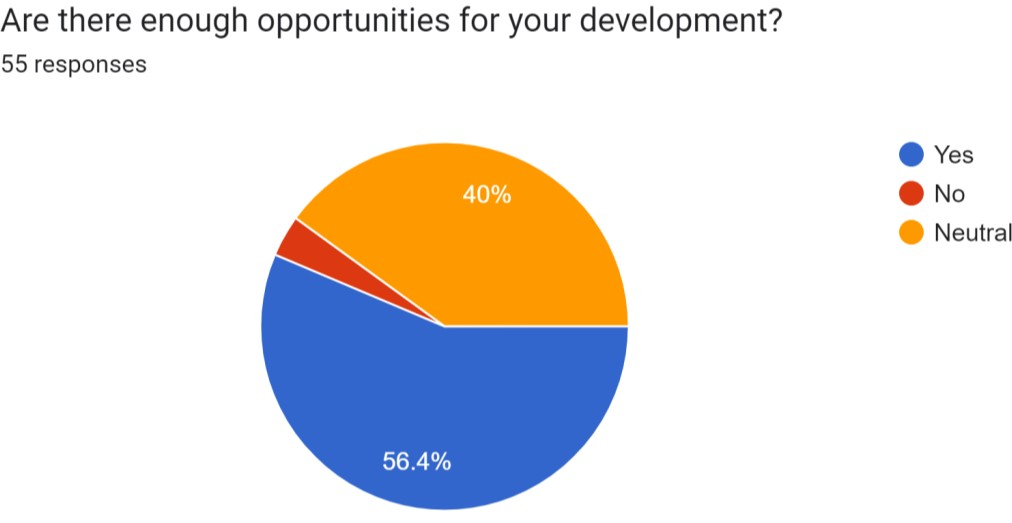 Are there enough opportunities for your development?
55 responses
Yes
No
Neutral
40%
56.4%